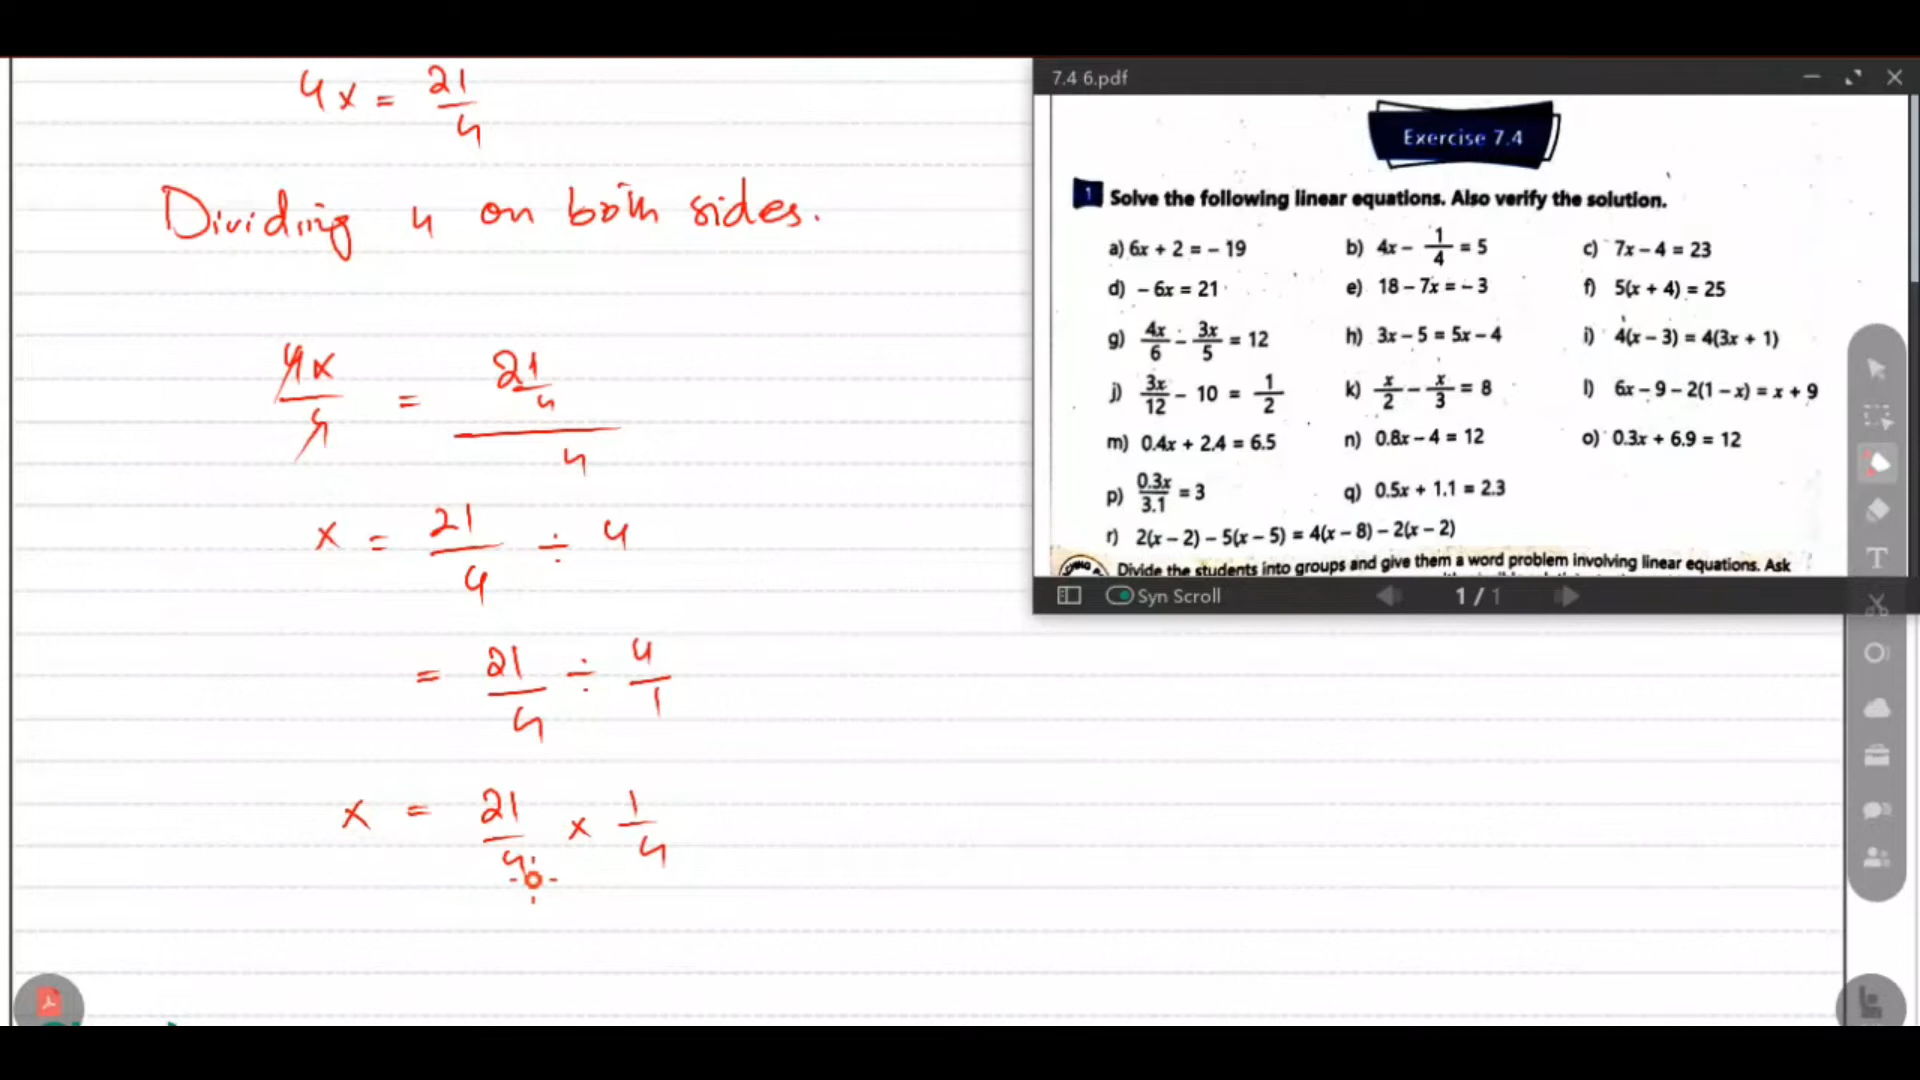 4x = 21/4
Dividing 4 on both sides.
4x/4 = 21/4 / 4
x = 21/4 ÷ 4
= 21/4 ÷ 4/1
x = 21/4 × 1/4
7.4 6.pdf
Exercise 7.4
1 Solve the following linear equations. Also verify the solution.
a) 6x + 2 = – 19 b) 4x – 1/4 = 5 c) 7x – 4 = 23
d) – 6x = 21 e) 18 – 7x = – 3 f) 5(x + 4) = 25
g) 4x/6 – 3x/5 = 12 h) 3x – 5 = 5x – 4 i) 4(x – 3) = 4(3x + 1)
j) 3x/12 – 10 = 1/2 k) x/2 – x/3 = 8 l) 6x – 9 – 2(1 – x) = x + 9
m) 0.4x + 2.4 = 6.5 n) 0.8x – 4 = 12 o) 0.3x + 6.9 = 12
p) 0.3x/3.1 = 3 q) 0.5x + 1.1 = 2.3
r) 2(x – 2) – 5(x – 5) = 4(x – 8) – 2(x – 2)
Divide the students into groups and give them a word problem involving linear equations. Ask
Syn Scroll 1 / 1
T